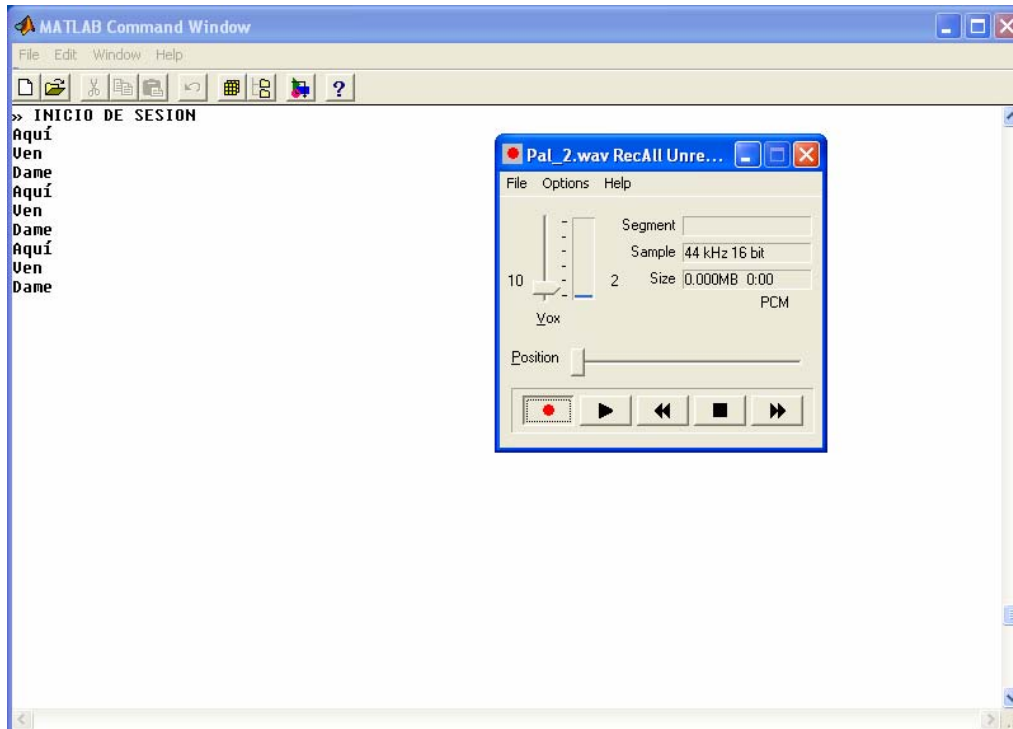 MATLAB Command Window
File Edit Window Help
?
» INICIO DE SESION
Aquí
Ven
Dame
Aquí
Ven
Dame
Aquí
Ven
Dame
Pal_2.wav RecAll Unre...
File Options Help
Segment
Sample 44 kHz 16 bit
10 2 Size 0.000MB 0:00
PCM
Vox
Position